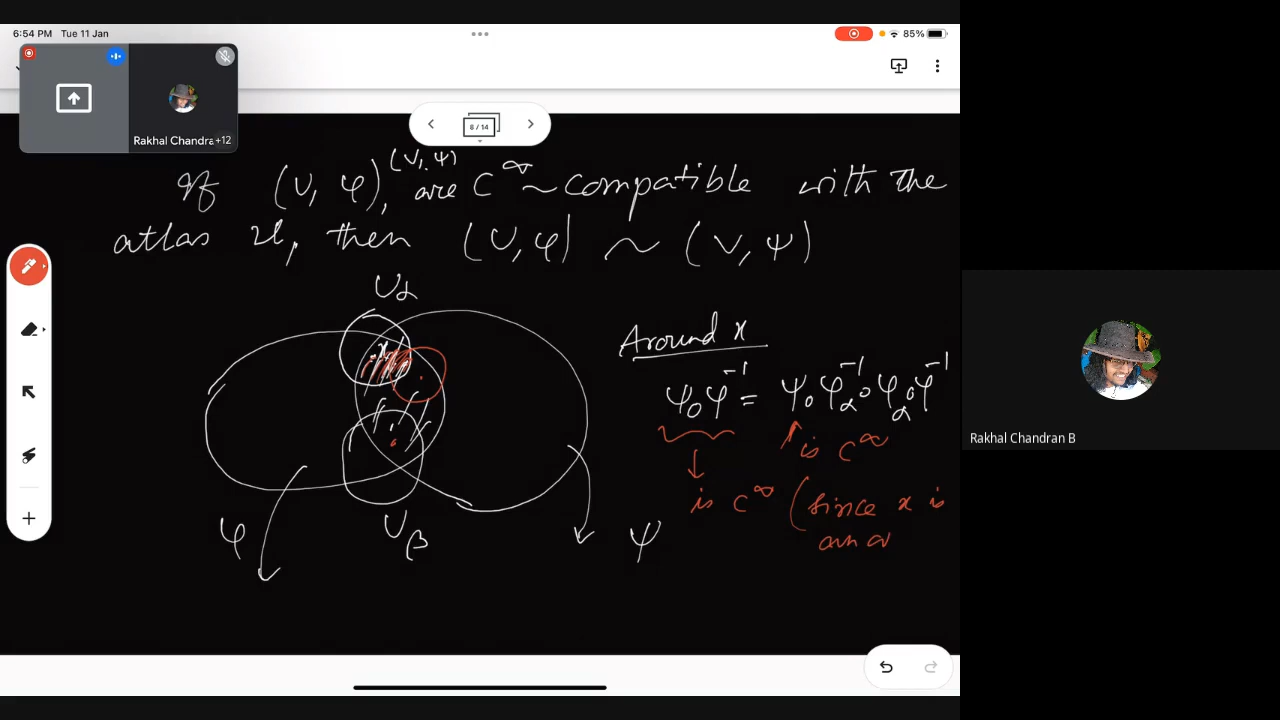 6:54 PM Tue 11 Jan
85%
Rakhal Chandra +12
8 / 14
(V, ψ)
If (U, φ), are C^∞ ~ compatible with the
atlas 𝔘, then (U, φ) ~ (V, ψ)
U_α
x
Around x
ψ∘φ^{-1} = ψ∘φ_α^{-1}∘φ_α∘φ^{-1}
is C^∞
is C^∞ (since x is
an a
φ
U_β
ψ
Rakhal Chandran B